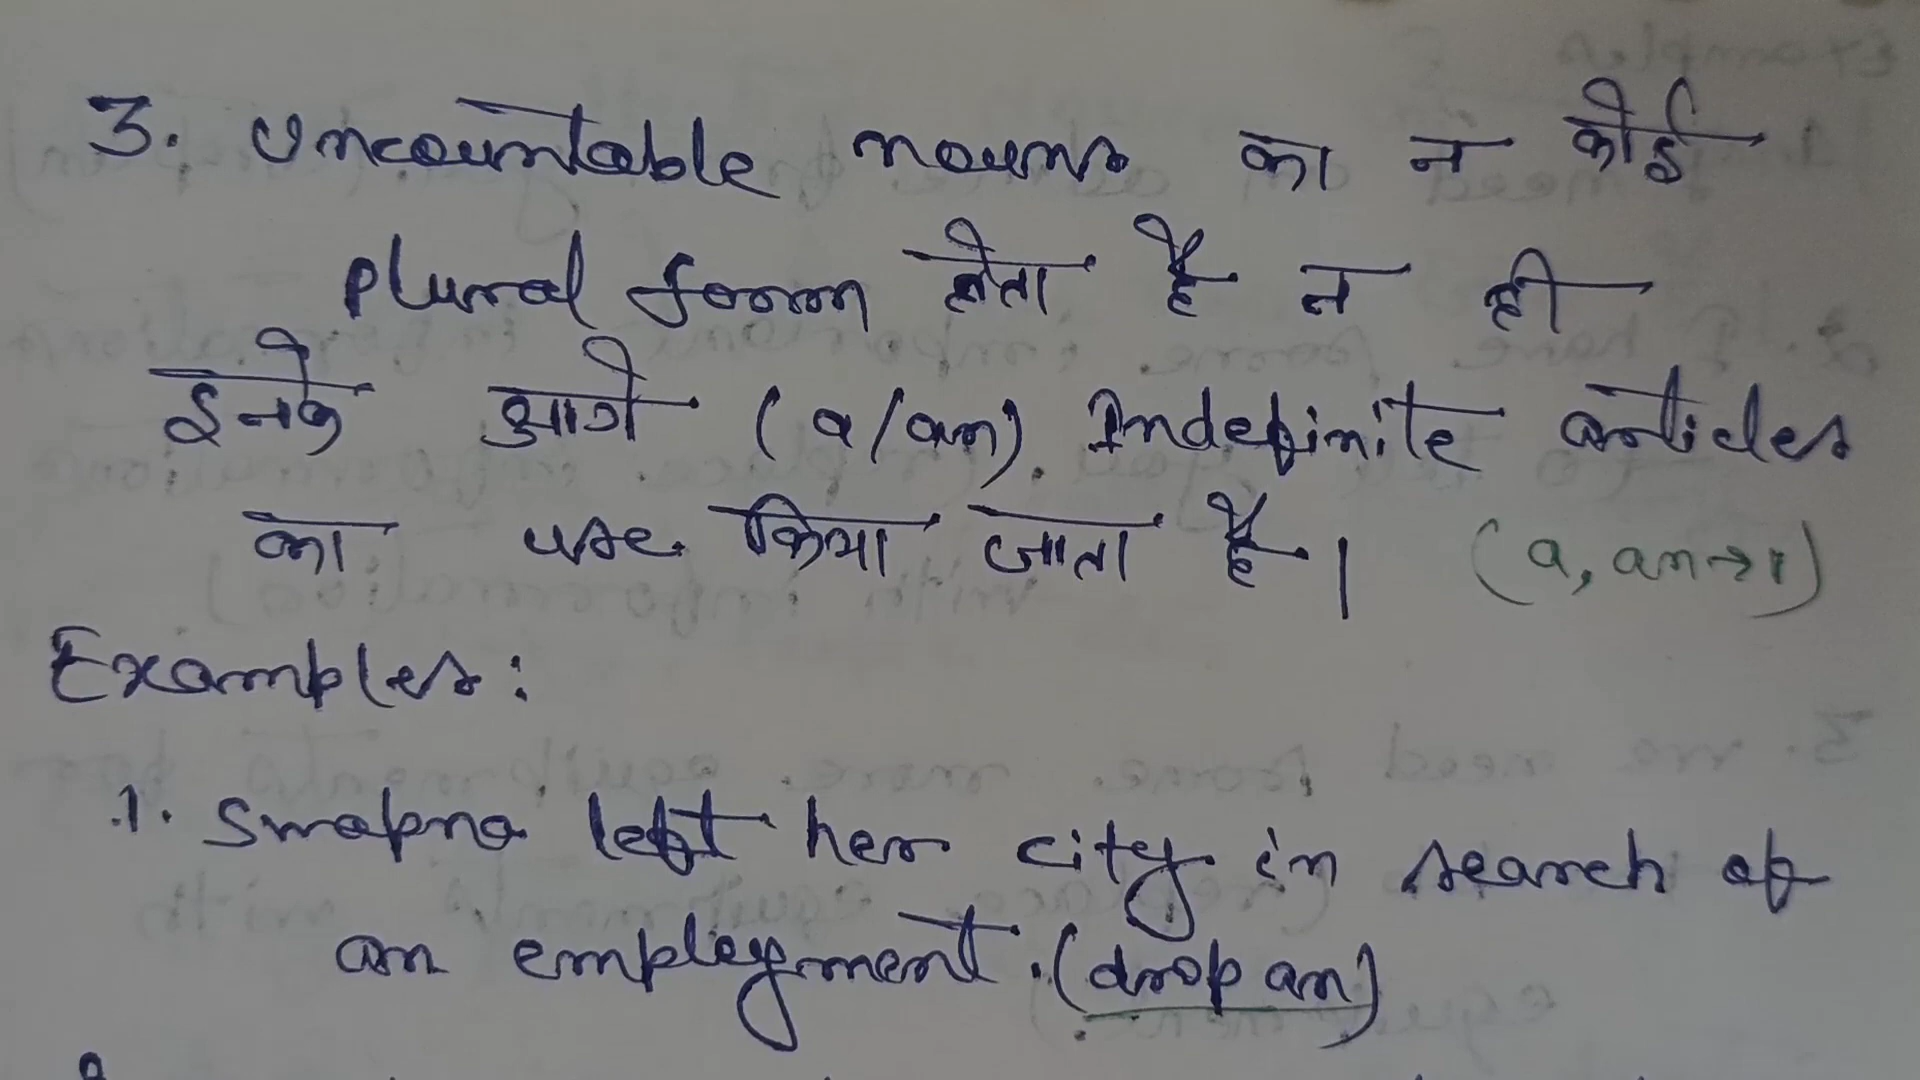 3. Uncountable nouns का न कोई
plural form होता है न ही
इनके आगे (a/an) Indefinite articles
का use किया जाता है। (a, an→1)
Examples:
1. Swapna left her city in search of
an employment. (drop an)